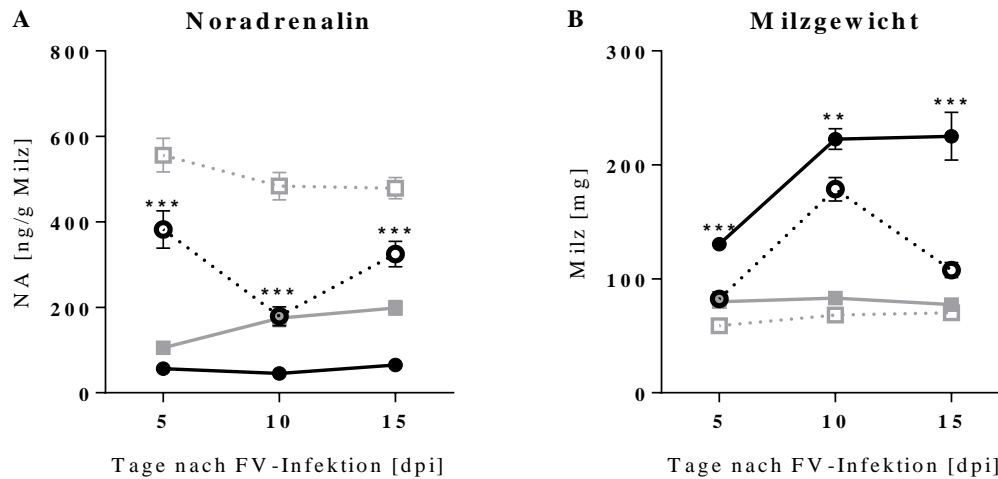 A
Noradrenalin
800
600
400
200
0
NA [ng/g Milz]
***
***
***
5
10
15
Tage nach FV-Infektion [dpi]
B
Milzgewicht
300
200
100
0
Milz [mg]
***
**
***
5
10
15
Tage nach FV-Infektion [dpi]